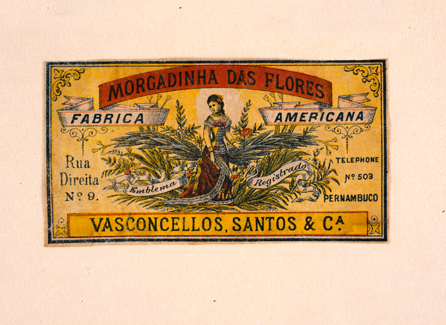 MORGADINHA DAS FLORES
FABRICA AMERICANA
Rua
Direita
Nº 9.
Emblema Registrado
TELEPHONE
Nº 503
PERNAMBUCO
VASCONCELLOS, SANTOS & Cª